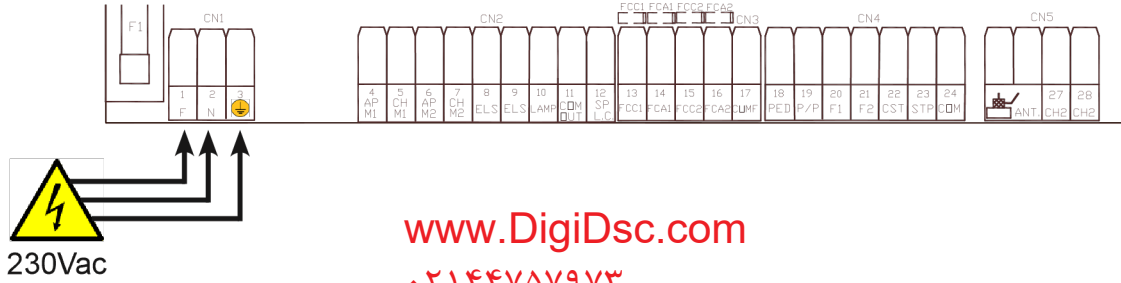 FCC1 FCA1 FCC2 FCA2
F1 CN1 CN2 CN3 CN4 CN5
1 2 3 4 5 6 7 8 9 10 11 12 13 14 15 16 17 18 19 20 21 22 23 24 27 28
F N AP M1 CH M1 AP M2 CH M2 ELS ELS LAMP COM OUT SP L.C. FCC1 FCA1 FCC2 FCA2 CUMF PED P/P F1 F2 CST STP COM ANT. CH2 CH2
230Vac
www.DigiDsc.com
۰۲۱۴۴۷۸۷۹۷۳